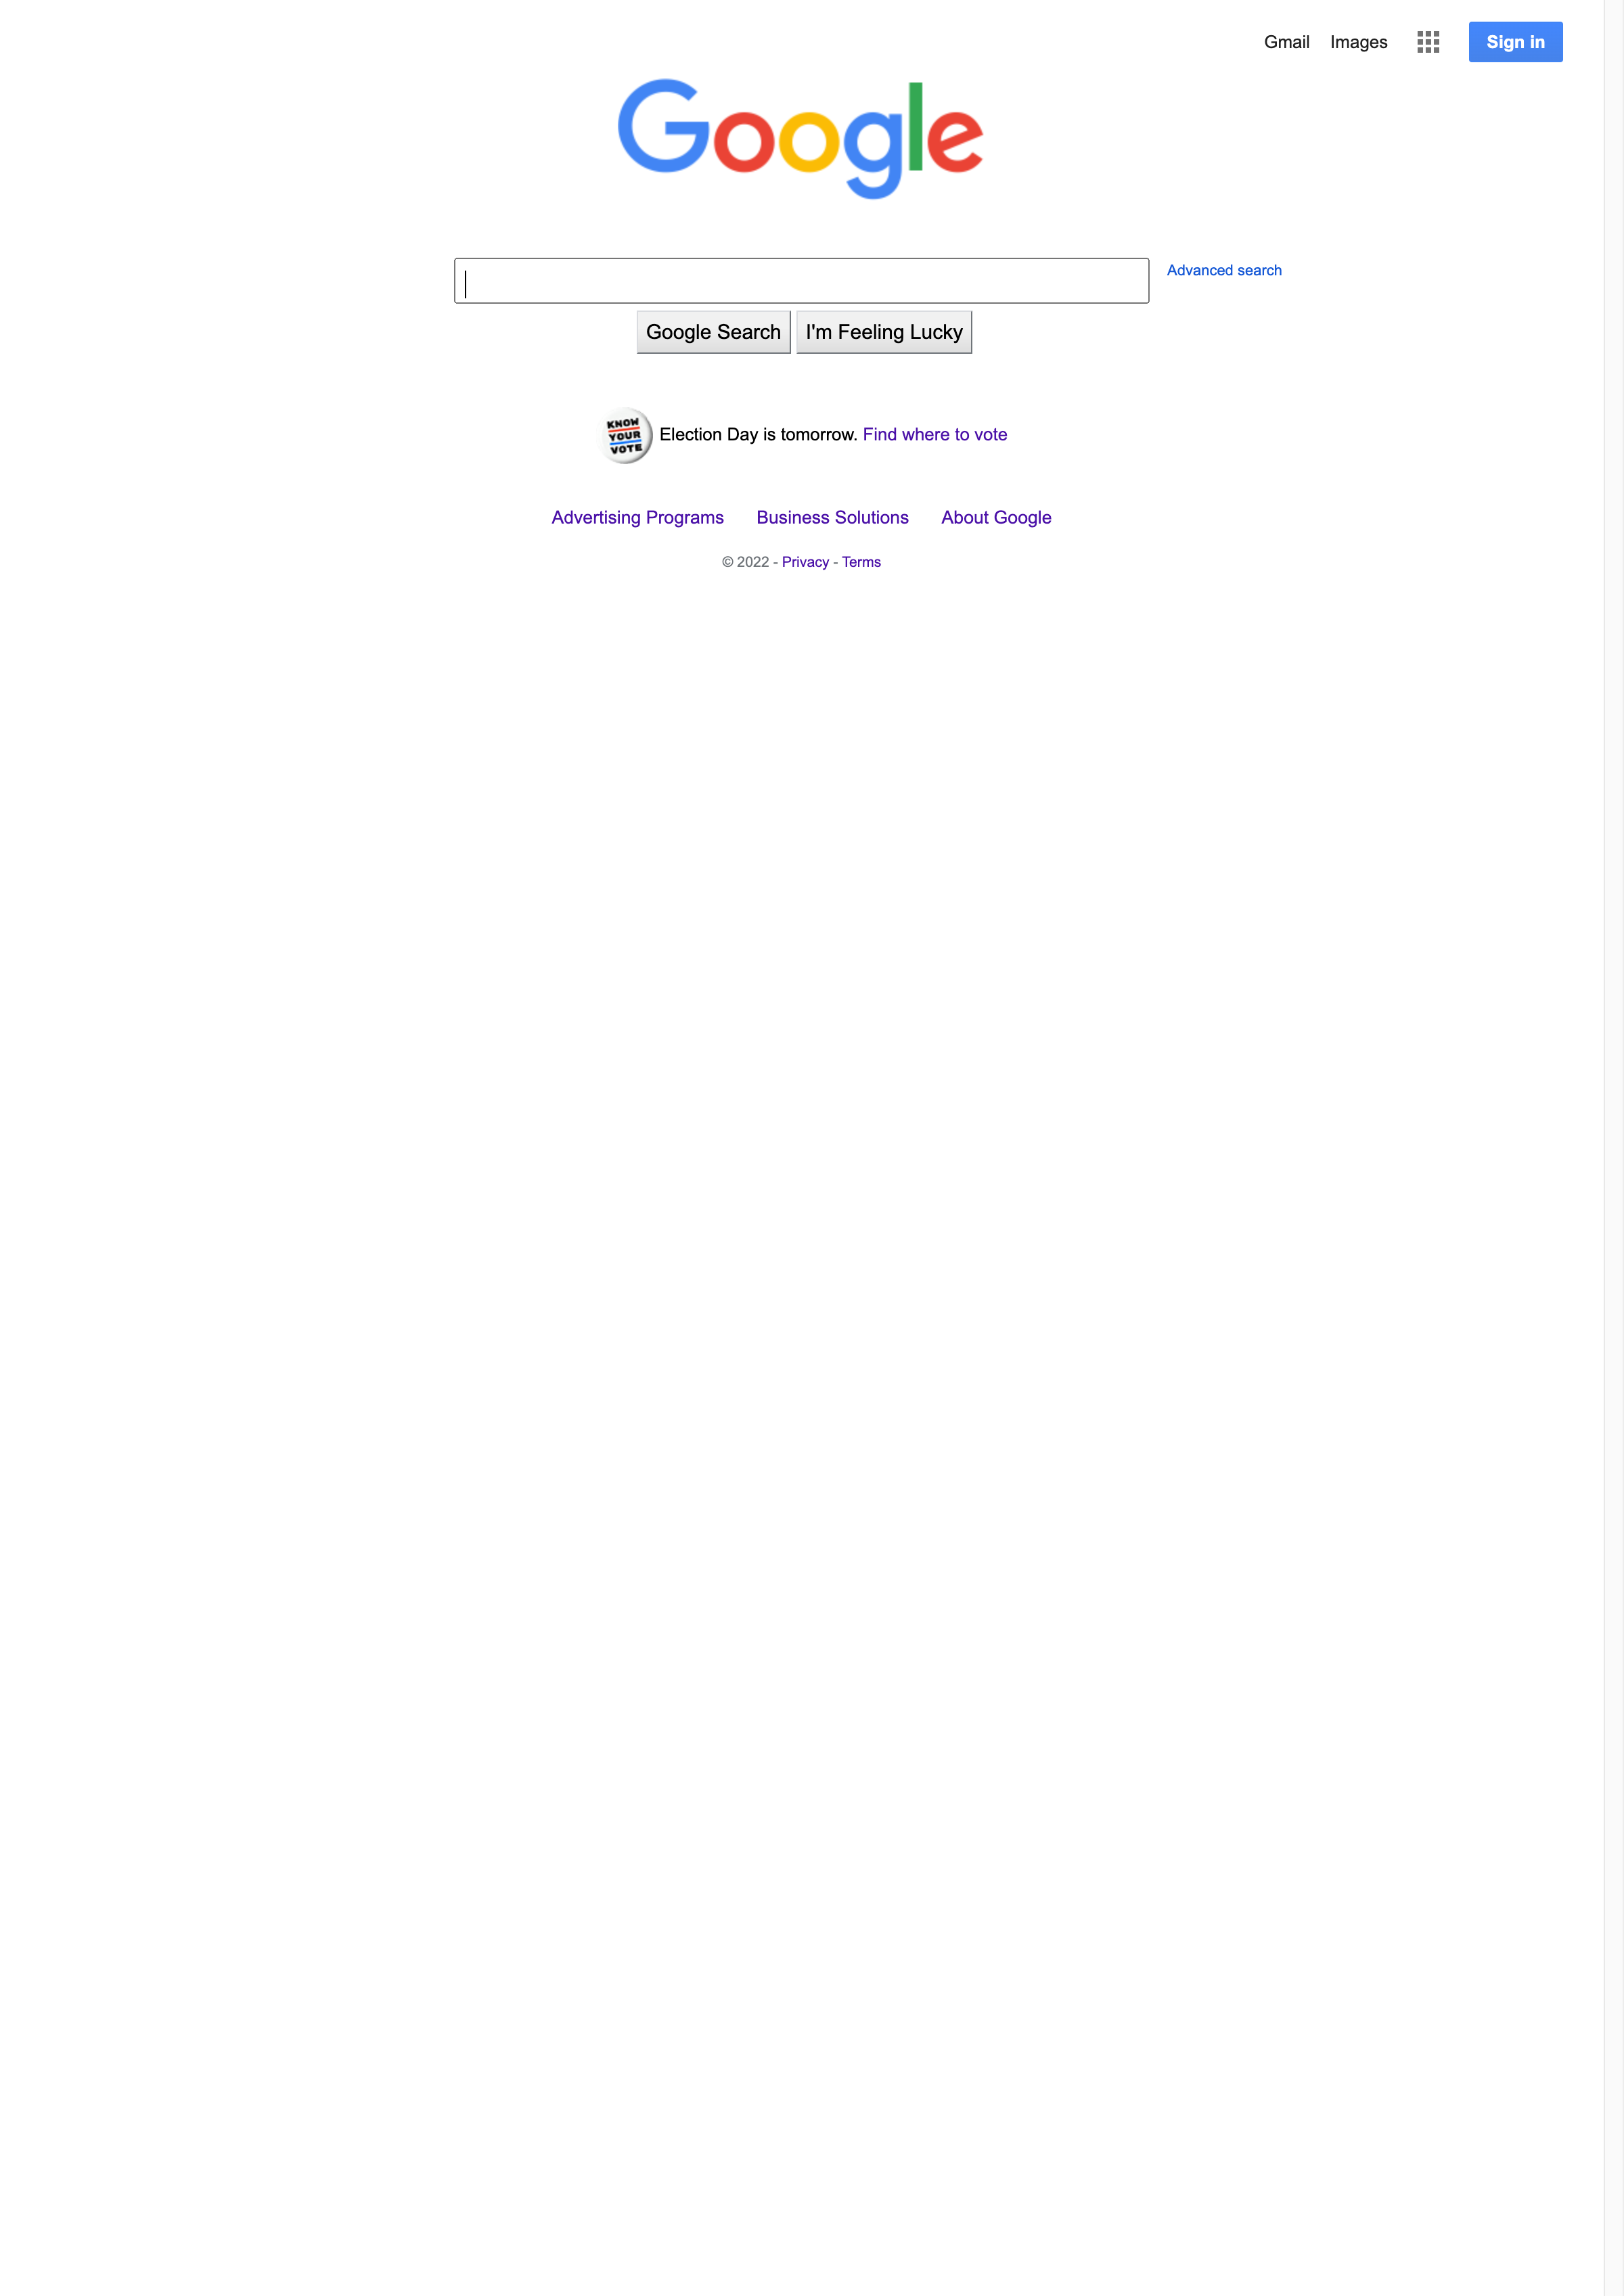 Gmail Images Sign in
Google
Advanced search
Google Search I'm Feeling Lucky
KNOW
YOUR
VOTE
Election Day is tomorrow. Find where to vote
Advertising Programs Business Solutions About Google
© 2022 - Privacy - Terms